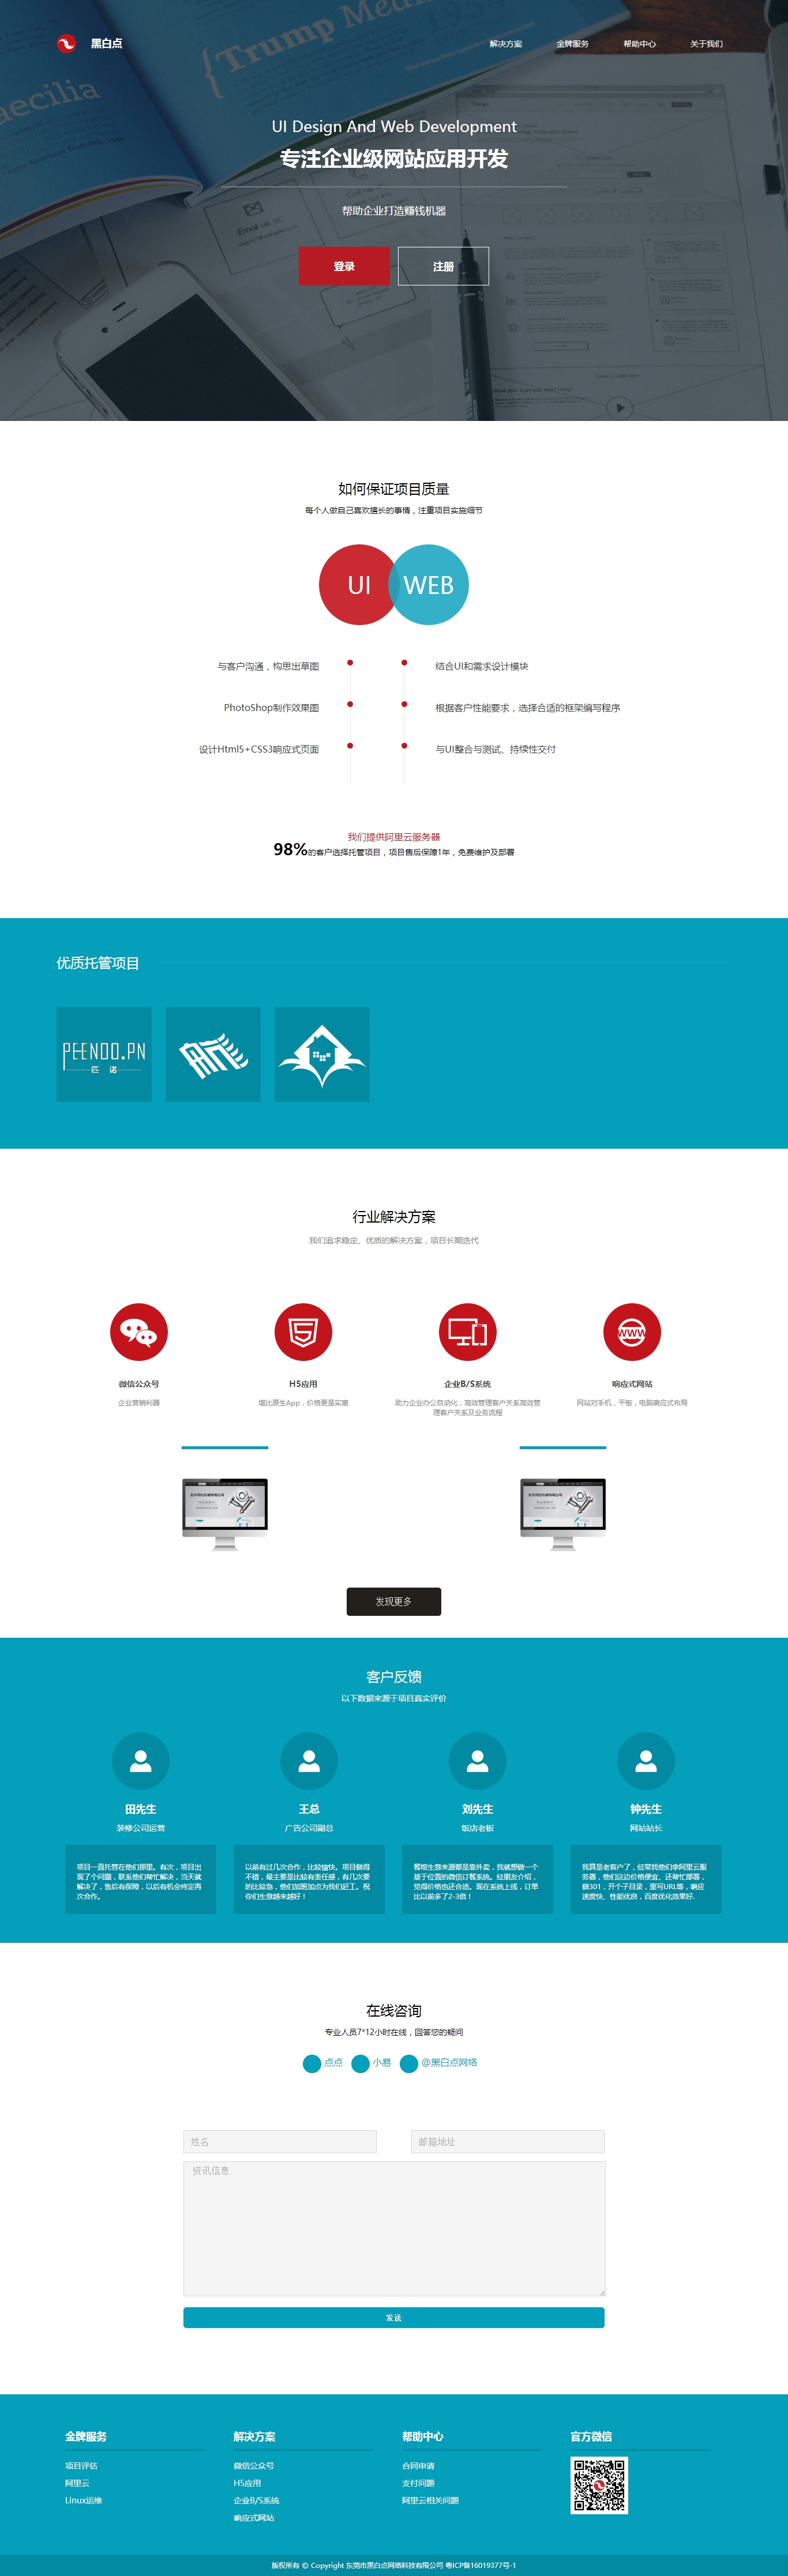 黑白点
解决方案 金牌服务 帮助中心 关于我们
UI Design And Web Development
专注企业级网站应用开发
帮助企业打造赚钱机器
登录 注册
如何保证项目质量
每个人做自己喜欢擅长的事情，注重项目实施细节
UI WEB
与客户沟通，构思出草图 结合UI和需求设计模块
PhotoShop制作效果图 根据客户性能要求，选择合适的框架编写程序
设计Html5+CSS3响应式页面 与UI整合与测试、持续性交付
我们提供阿里云服务器
98%的客户选择托管项目，项目售后保障1年，免费维护及部署
优质托管项目
PEENOO.PN
匹 诺
行业解决方案
我们追求稳定、优质的解决方案，项目长期迭代
WWW
微信公众号 H5应用 企业B/S系统 响应式网站
企业营销利器 堪比原生App，价格更是实惠 助力企业办公自动化，高效管理客户关系高效管 网站对手机，平板，电脑响应式布局
理客户关系及业务流程
发现更多
客户反馈
以下数据来源于项目真实评价
田先生 王总 刘先生 钟先生
装修公司运营 广告公司副总 饭店老板 网站站长
项目一直托管在他们那里。有次，项目出
现了个问题，联系他们帮忙解决，当天就
解决了，售后有保障，以后有机会肯定再
次合作。
以前有过几次合作，比较愉快。项目做得
不错，最主要是比较有责任感，有几次要
的比较急，他们加班加点为我们赶工。祝
你们生意越来越好！
餐馆生意来源都是靠外卖，我就想做一个
基于位置的微信订餐系统。经朋友介绍，
觉得价格也还合适。现在系统上线，订单
比以前多了2-3倍！
我算是老客户了，经常找他们拿阿里云服
务器，他们这边价格便宜、还帮忙部署，
做301，开个子目录，重写URL等，响应
速度快、性能优良，百度优化效果好.
在线咨询
专业人员7*12小时在线，回答您的疑问
点点 小易 @黑白点网络
姓名 邮箱地址
资讯信息
发送
金牌服务 解决方案 帮助中心 官方微信
项目评估 微信公众号 合同申请
阿里云 H5应用 支付问题
Linux运维 企业B/S系统 阿里云相关问题
响应式网站
版权所有 © Copyright 东莞市黑白点网络科技有限公司 粤ICP备16019377号-1